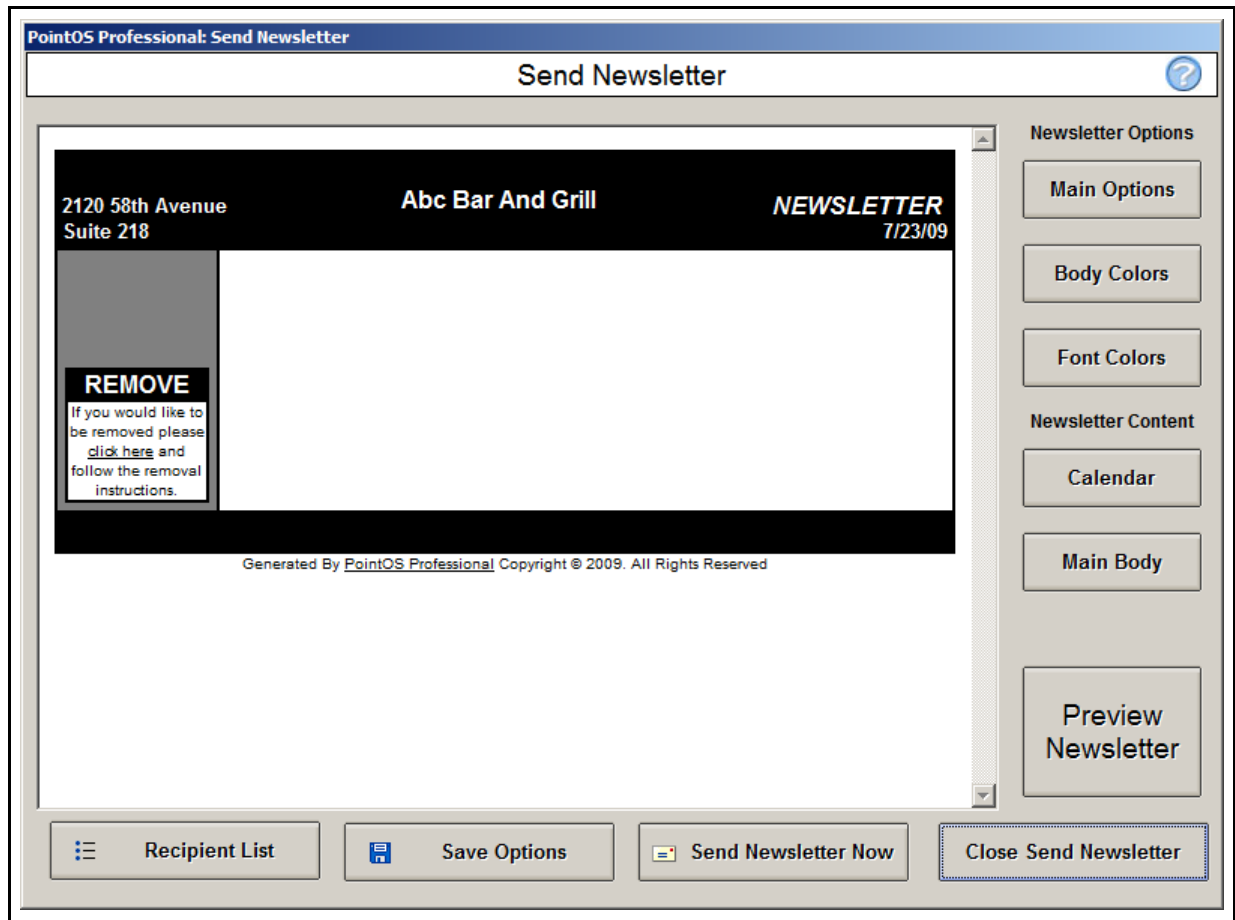 PointOS Professional: Send Newsletter
Send Newsletter
?
2120 58th Avenue
Suite 218
Abc Bar And Grill
NEWSLETTER
7/23/09
REMOVE
If you would like to
be removed please
click here and
follow the removal
instructions.
Generated By PointOS Professional Copyright © 2009. All Rights Reserved
Newsletter Options
Main Options
Body Colors
Font Colors
Newsletter Content
Calendar
Main Body
Preview
Newsletter
Recipient List
Save Options
Send Newsletter Now
Close Send Newsletter